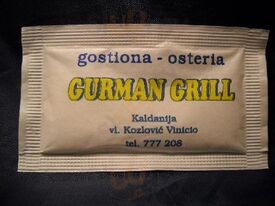 gostiona - osteria
GURMAN GRILL
Kaldanija
vl. Kozlović Vinicio
tel. 777 208